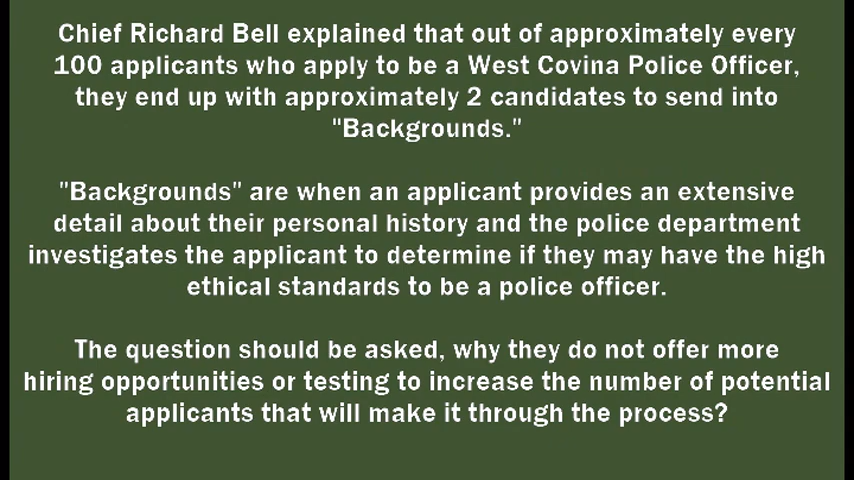 Chief Richard Bell explained that out of approximately every
100 applicants who apply to be a West Covina Police Officer,
they end up with approximately 2 candidates to send into
"Backgrounds."
"Backgrounds" are when an applicant provides an extensive
detail about their personal history and the police department
investigates the applicant to determine if they may have the high
ethical standards to be a police officer.
The question should be asked, why they do not offer more
hiring opportunities or testing to increase the number of potential
applicants that will make it through the process?